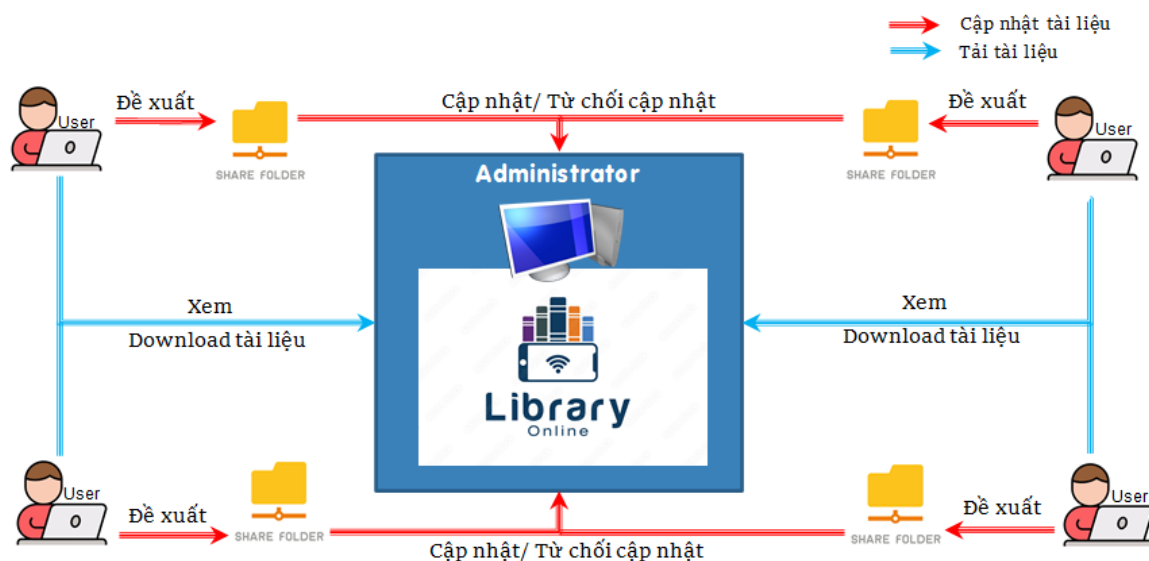 Cập nhật tài liệu
Tải tài liệu
Đề xuất
Cập nhật/ Từ chối cập nhật
Đề xuất
User
User
SHARE FOLDER
SHARE FOLDER
Administrator
Xem
Download tài liệu
Xem
Download tài liệu
Library
Online
User
User
Đề xuất
SHARE FOLDER
SHARE FOLDER
Đề xuất
Cập nhật/ Từ chối cập nhật